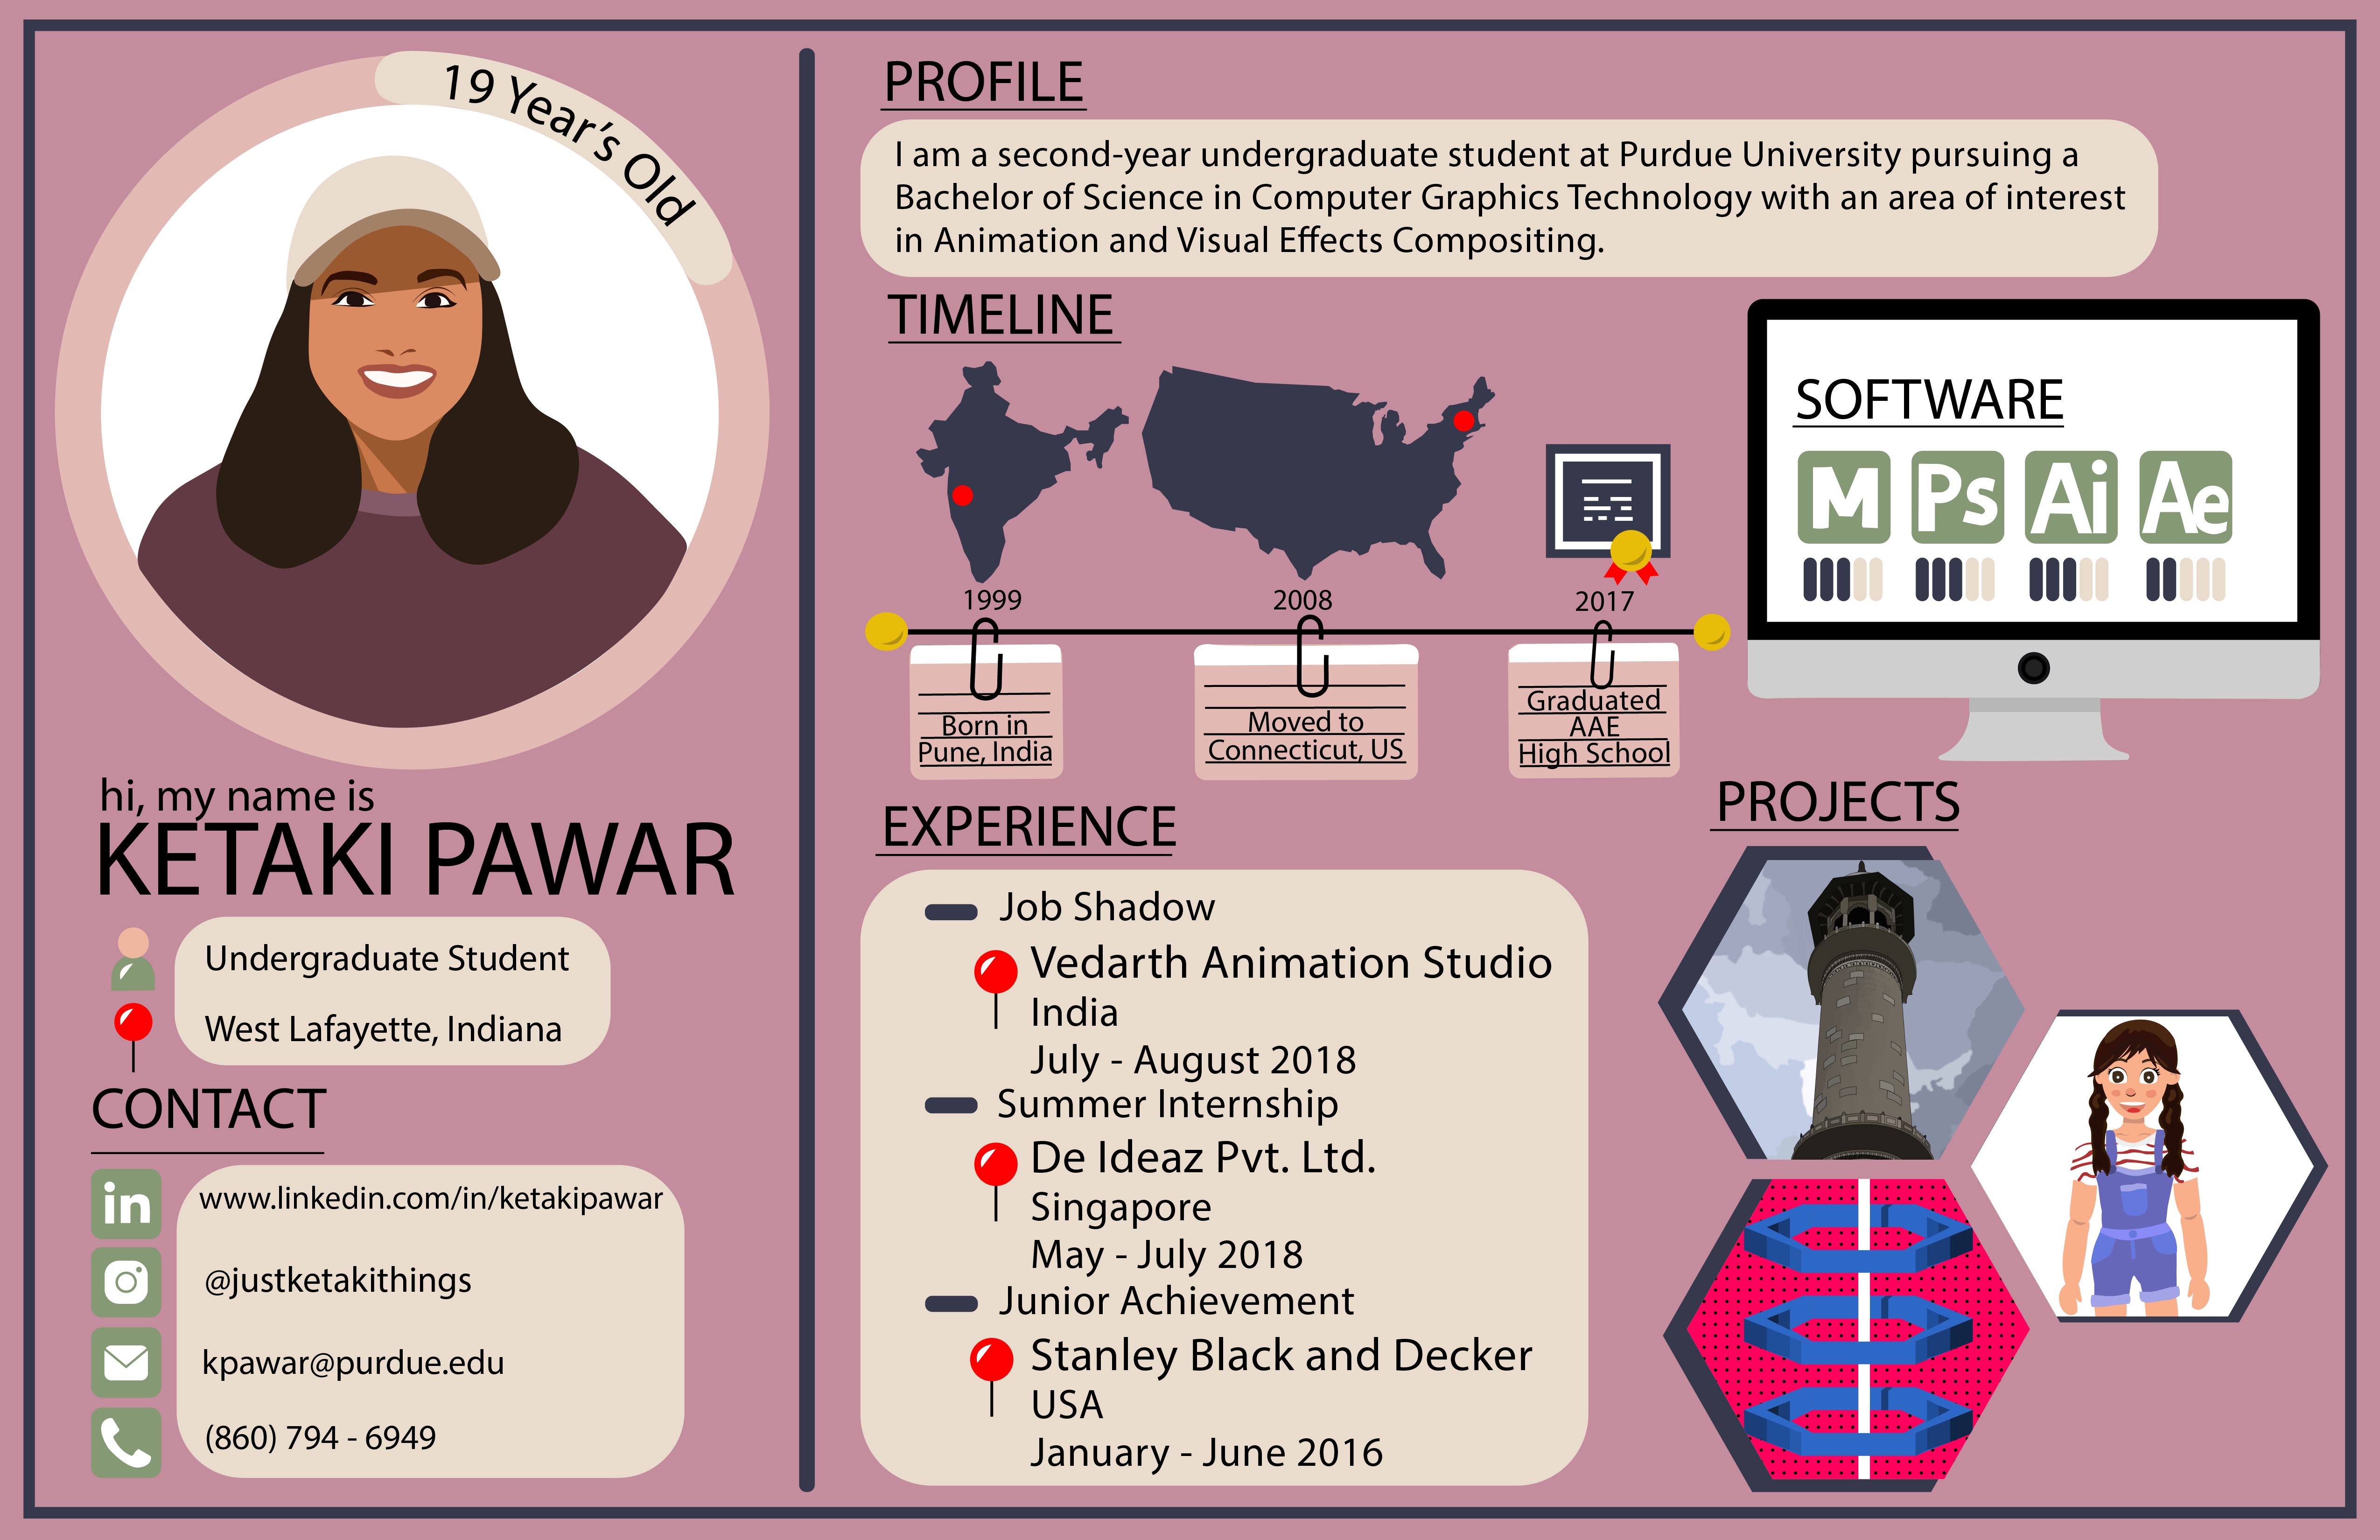 19 Year's Old
hi, my name is
KETAKI PAWAR
Undergraduate Student
West Lafayette, Indiana
CONTACT
in
www.linkedin.com/in/ketakipawar
@justketakithings
kpawar@purdue.edu
(860) 794 - 6949
PROFILE
I am a second-year undergraduate student at Purdue University pursuing a
Bachelor of Science in Computer Graphics Technology with an area of interest
in Animation and Visual Effects Compositing.
TIMELINE
1999
Born in
Pune, India
2008
Moved to
Connecticut, US
2017
Graduated
AAE
High School
SOFTWARE
M Ps Ai Ae
EXPERIENCE
Job Shadow
Vedarth Animation Studio
India
July - August 2018
Summer Internship
De Ideaz Pvt. Ltd.
Singapore
May - July 2018
Junior Achievement
Stanley Black and Decker
USA
January - June 2016
PROJECTS